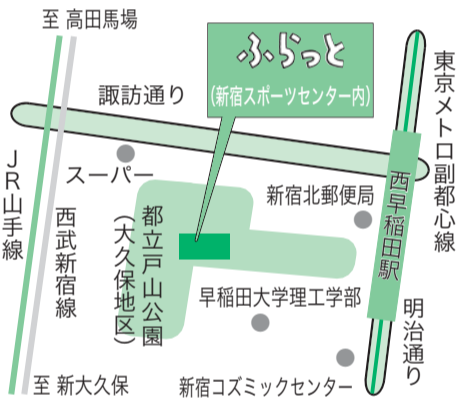 至 高田馬場
ふらっと
(新宿スポーツセンター内)
諏訪通り
東京メトロ副都心線
スーパー
JR山手線
西武新宿線
都立戸山公園
(大久保地区)
新宿北郵便局
西早稲田駅
早稲田大学理工学部
明治通り
至 新大久保
新宿コズミックセンター